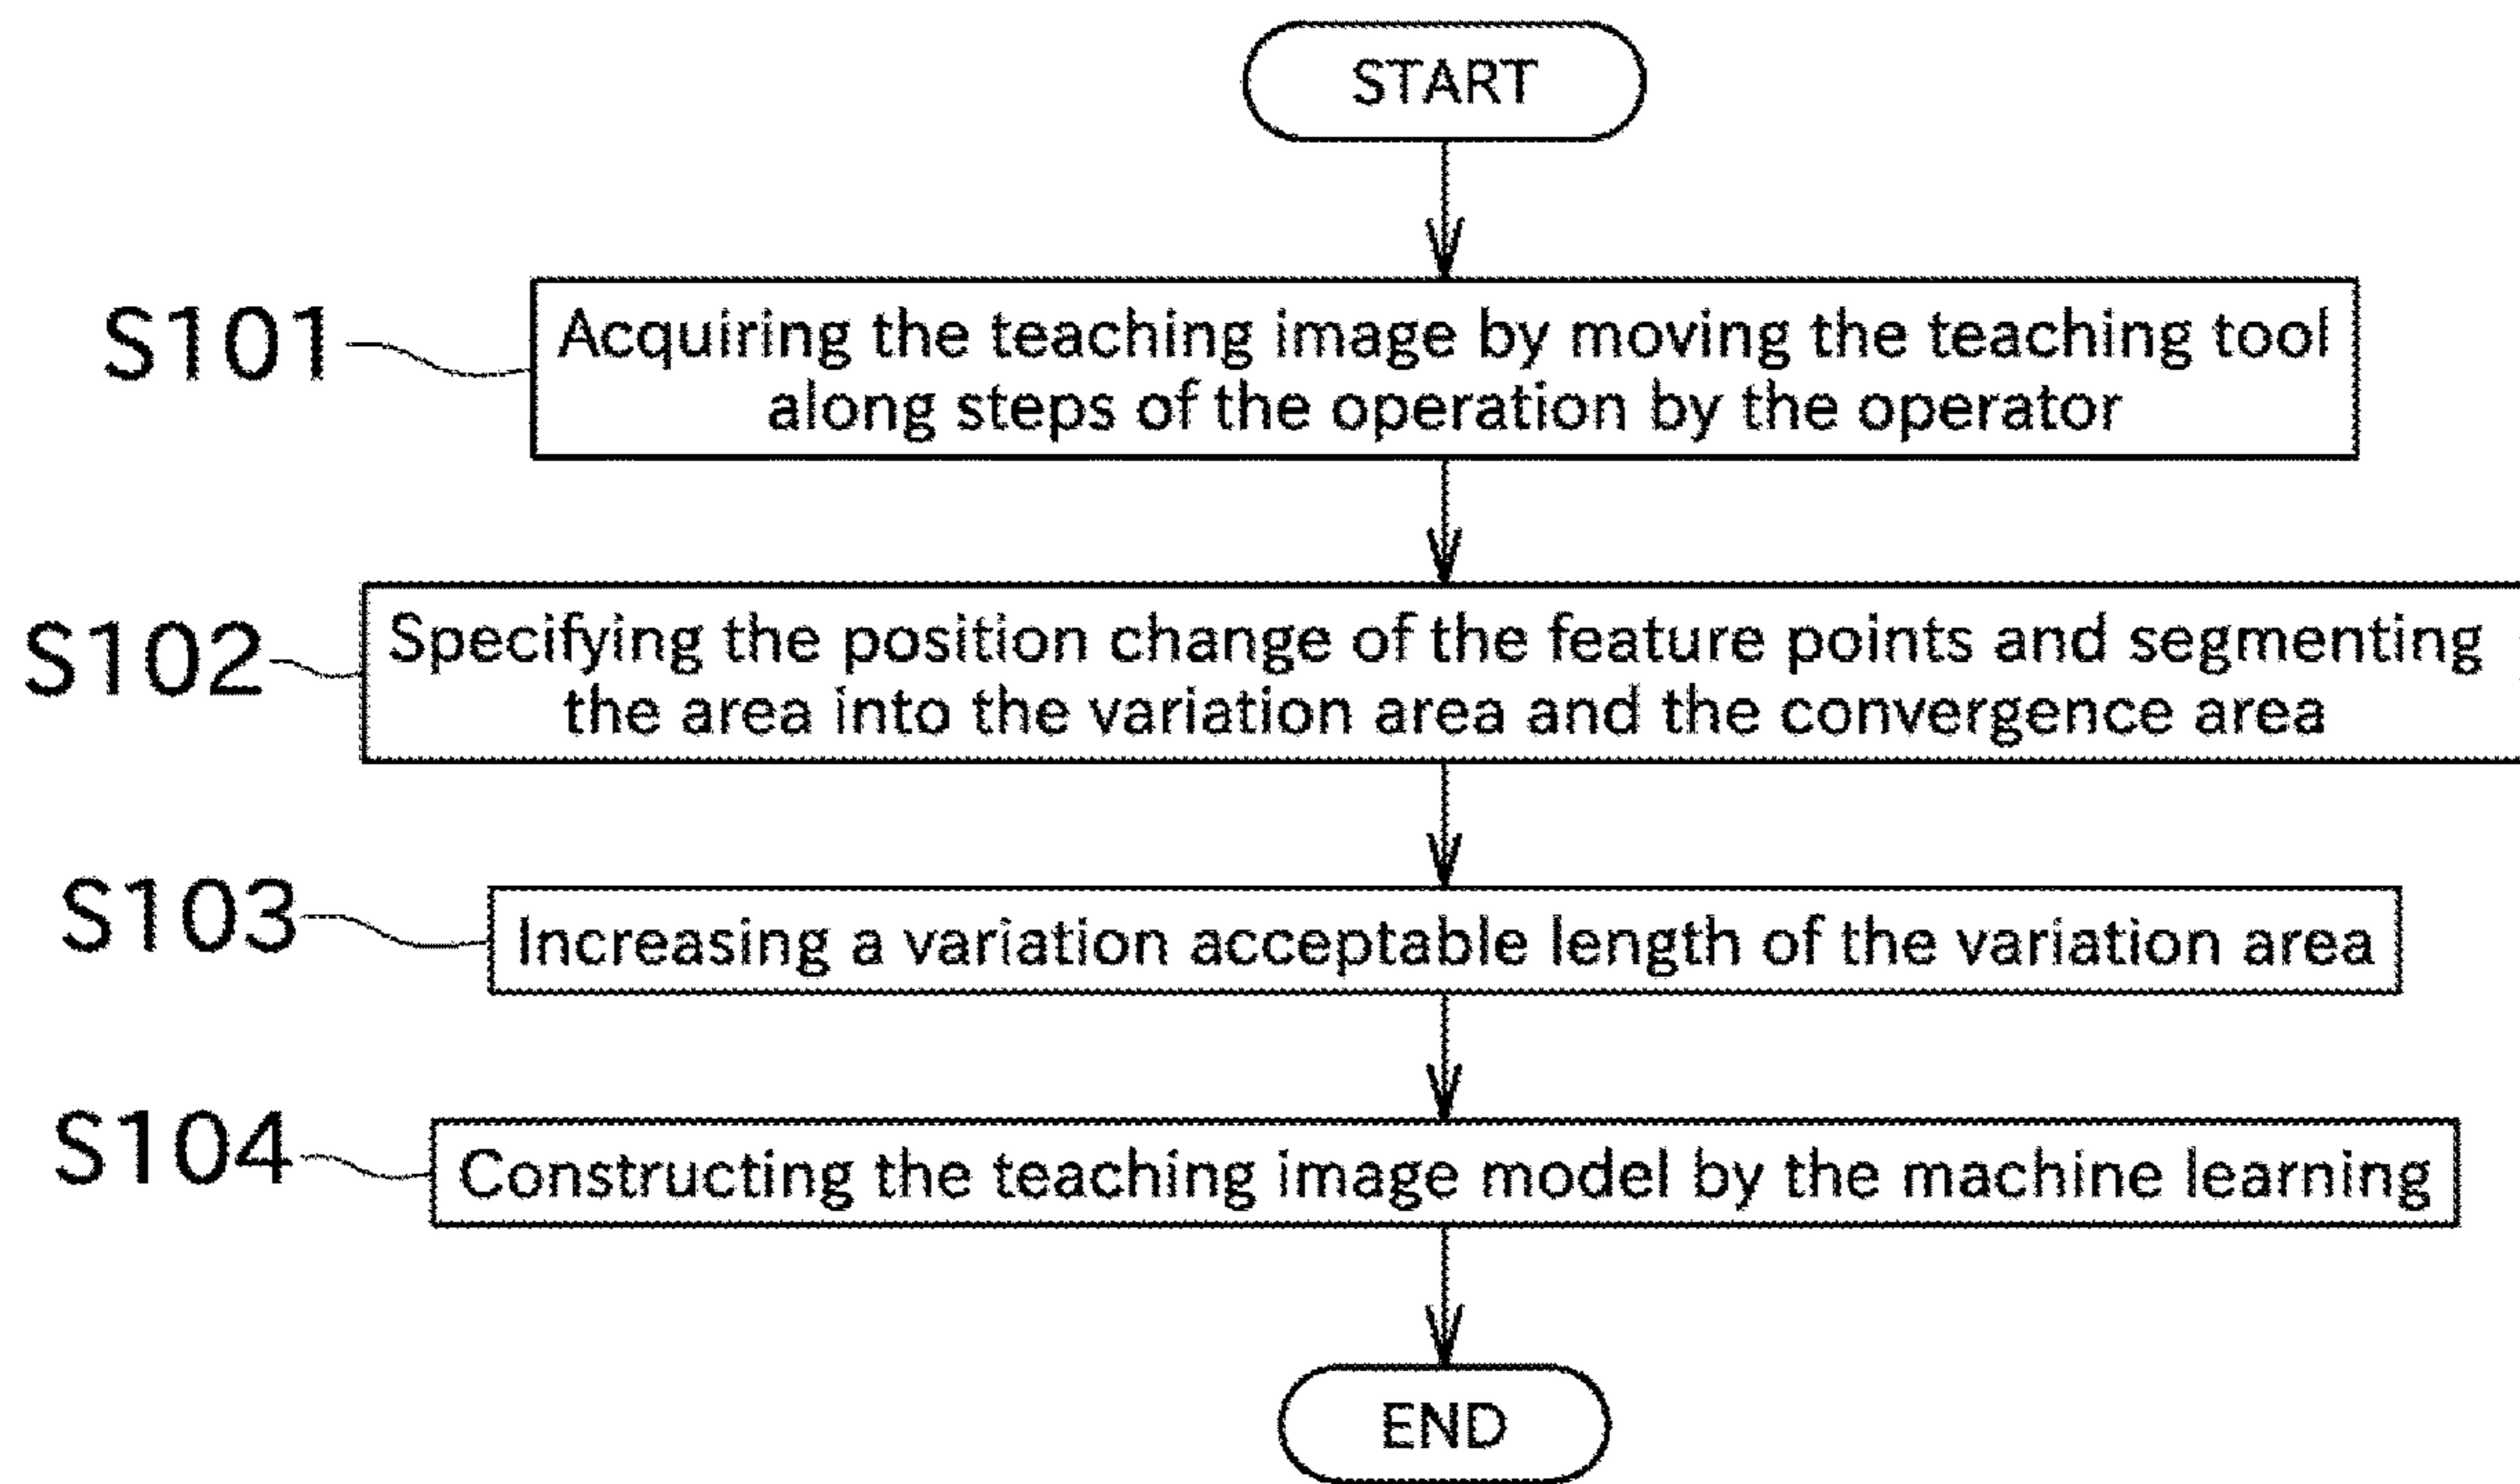 START
S101
Acquiring the teaching image by moving the teaching tool
along steps of the operation by the operator
S102
Specifying the position change of the feature points and segmenting
the area into the variation area and the convergence area
S103
Increasing a variation acceptable length of the variation area
S104
Constructing the teaching image model by the machine learning
END